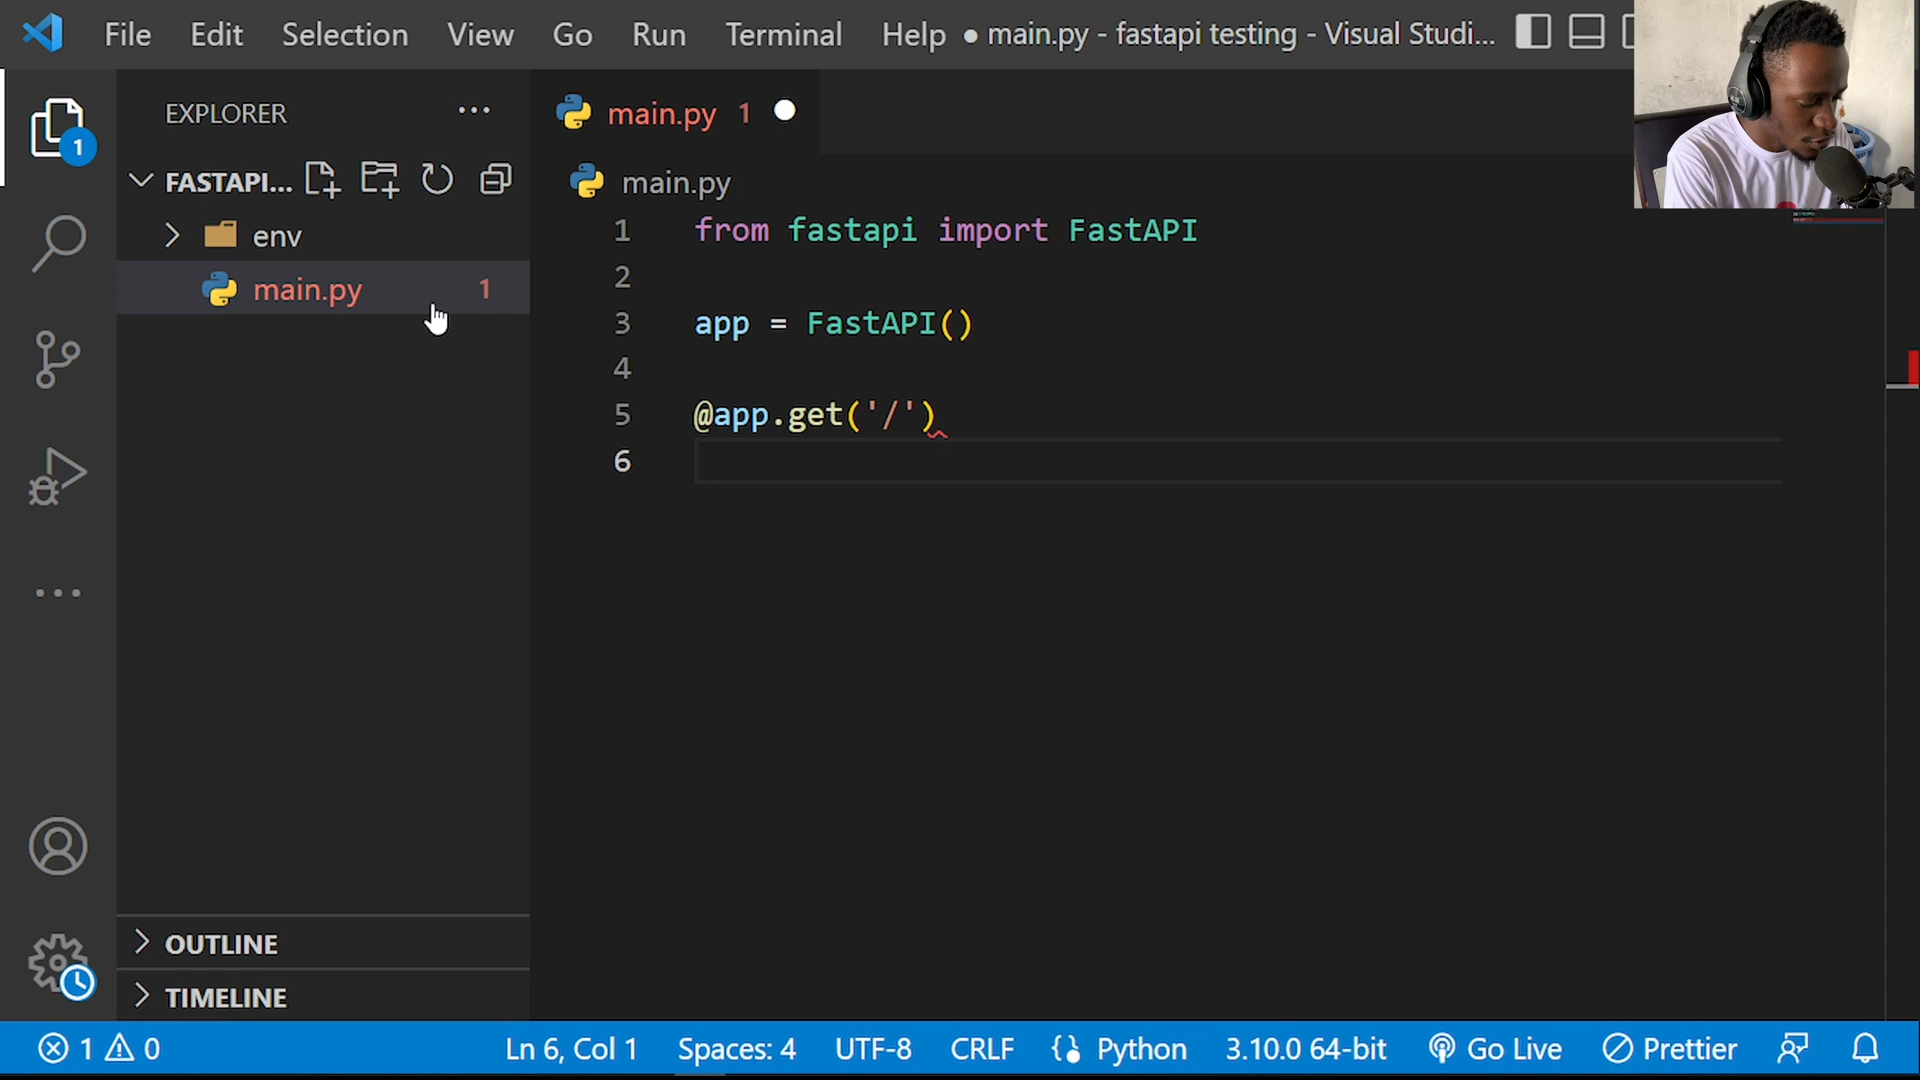 File Edit Selection View Go Run Terminal Help ● main.py - fastapi testing - Visual Studi...
EXPLORER ...
main.py 1 ●
FASTAPI...
main.py
env
main.py 1
1 from fastapi import FastAPI
2
3 app = FastAPI()
4
5 @app.get('/')
6
1
OUTLINE
TIMELINE
1 0 Ln 6, Col 1 Spaces: 4 UTF-8 CRLF Python 3.10.0 64-bit Go Live Prettier